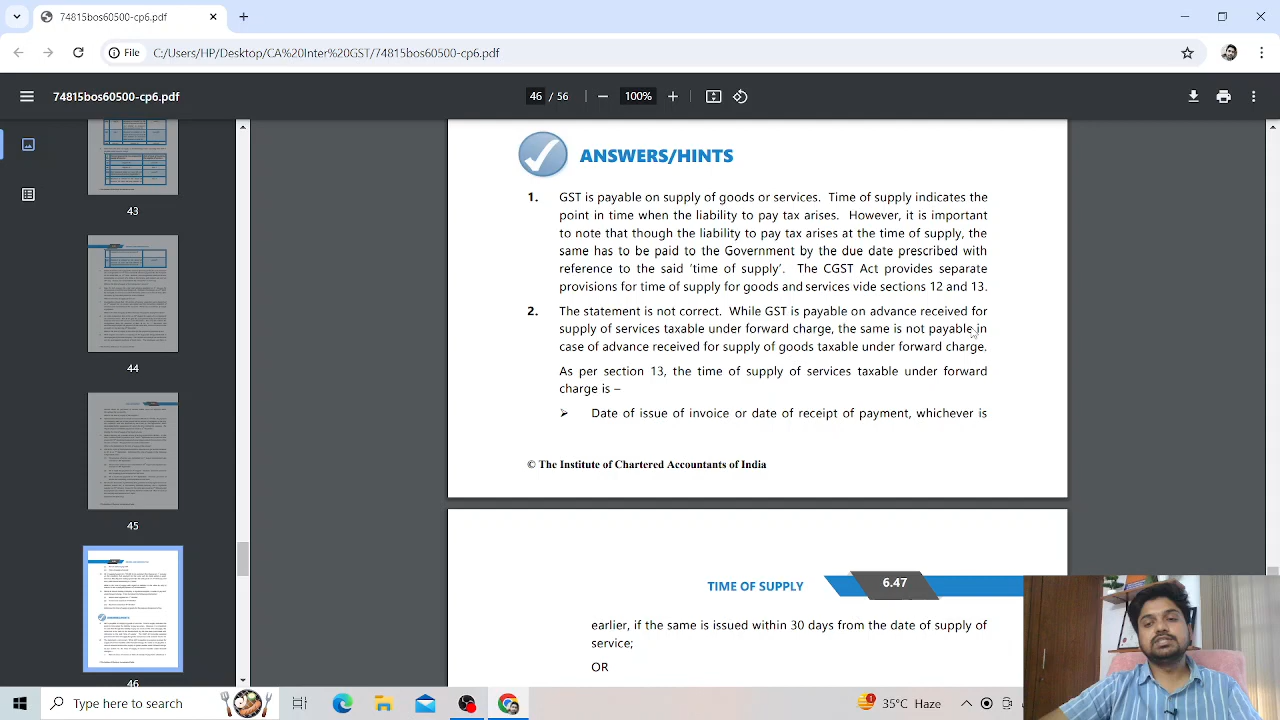 74815bos60500-cp6.pdf
File C:/Users/HP/Desktop/CA%20Inter%20GST/74815bos60500-cp6.pdf
74815bos60500-cp6.pdf
46 / 56
100%
43
44
45
46
ANSWERS/HINTS
1. GST is payable on supply of goods or services. Time of supply indicates the
point in time when the liability to pay tax arises. However, it is important
to note that though the liability to pay tax arises at the time of supply, the
same has to be paid to the Government by the due date prescribed with
reference to the said 'time of supply'. The CGST Act provides separate
provisions for time of supply for goods and services vide sections 12 and 13.
2. The statement is not correct. While GST is payable on advance received for
supply of services taxable under forward charge, the same is not payable in
case of advance received for supply of goods taxable under forward charge.
As per section 13, the time of supply of services taxable under forward
charge is –
Date of issue of invoice or date of receipt of payment, whichever is
© The Institute of Chartered Accountants of India
TIME OF SUPPLY
6.47
earlier, if the same is issued within 30 days from the date of supply of
service;
OR
Type here to search
35°C Haze